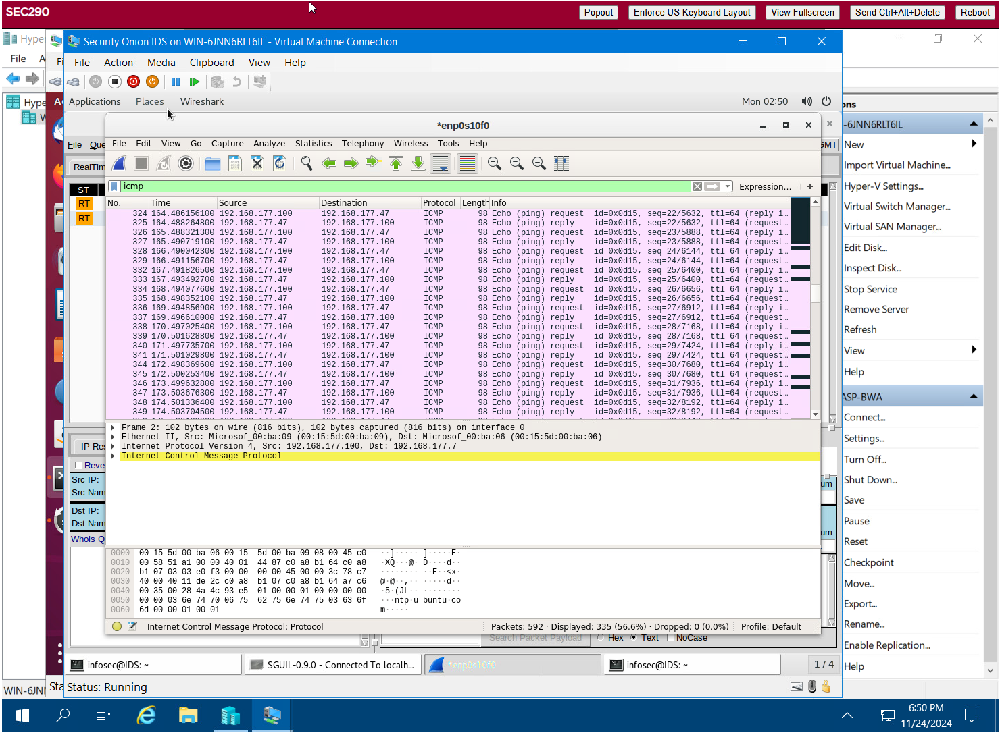 SEC290
Popout
Enforce US Keyboard Layout
View Fullscreen
Send Ctrl+Alt+Delete
Reboot
Hyper
Security Onion IDS on WIN-6JNN6RLT6IL - Virtual Machine Connection
File
File Action Media Clipboard View Help
Applications Places Wireshark Mon 02:50
*enp0s10f0
File Edit View Go Capture Analyze Statistics Telephony Wireless Tools Help
icmp
Expression… +
No. Time Source Destination Protocol Length Info
324 164.486156100 192.168.177.100 192.168.177.47 ICMP 98 Echo (ping) request id=0x0d15, seq=22/5632, ttl=64 (reply i…
325 164.488264800 192.168.177.47 192.168.177.100 ICMP 98 Echo (ping) reply id=0x0d15, seq=22/5632, ttl=64 (request…
326 165.488321300 192.168.177.100 192.168.177.47 ICMP 98 Echo (ping) request id=0x0d15, seq=23/5888, ttl=64 (reply i…
327 165.490719100 192.168.177.47 192.168.177.100 ICMP 98 Echo (ping) reply id=0x0d15, seq=23/5888, ttl=64 (request…
328 166.490042300 192.168.177.100 192.168.177.47 ICMP 98 Echo (ping) request id=0x0d15, seq=24/6144, ttl=64 (reply i…
329 166.491156700 192.168.177.47 192.168.177.100 ICMP 98 Echo (ping) reply id=0x0d15, seq=24/6144, ttl=64 (request…
332 167.491826500 192.168.177.100 192.168.177.47 ICMP 98 Echo (ping) request id=0x0d15, seq=25/6400, ttl=64 (reply i…
333 167.493492700 192.168.177.47 192.168.177.100 ICMP 98 Echo (ping) reply id=0x0d15, seq=25/6400, ttl=64 (request…
334 168.494077600 192.168.177.100 192.168.177.47 ICMP 98 Echo (ping) request id=0x0d15, seq=26/6656, ttl=64 (reply i…
335 168.498352100 192.168.177.47 192.168.177.100 ICMP 98 Echo (ping) reply id=0x0d15, seq=26/6656, ttl=64 (request…
336 169.494856900 192.168.177.100 192.168.177.47 ICMP 98 Echo (ping) request id=0x0d15, seq=27/6912, ttl=64 (reply i…
337 169.496610000 192.168.177.47 192.168.177.100 ICMP 98 Echo (ping) reply id=0x0d15, seq=27/6912, ttl=64 (request…
338 170.497025400 192.168.177.100 192.168.177.47 ICMP 98 Echo (ping) request id=0x0d15, seq=28/7168, ttl=64 (reply i…
339 170.501628800 192.168.177.47 192.168.177.100 ICMP 98 Echo (ping) reply id=0x0d15, seq=28/7168, ttl=64 (request…
340 171.497735700 192.168.177.100 192.168.177.47 ICMP 98 Echo (ping) request id=0x0d15, seq=29/7424, ttl=64 (reply i…
341 171.501029800 192.168.177.47 192.168.177.100 ICMP 98 Echo (ping) reply id=0x0d15, seq=29/7424, ttl=64 (request…
344 172.498369600 192.168.177.100 192.168.177.47 ICMP 98 Echo (ping) request id=0x0d15, seq=30/7680, ttl=64 (reply i…
345 172.500253400 192.168.177.47 192.168.177.100 ICMP 98 Echo (ping) reply id=0x0d15, seq=30/7680, ttl=64 (request…
346 173.499632800 192.168.177.100 192.168.177.47 ICMP 98 Echo (ping) request id=0x0d15, seq=31/7936, ttl=64 (reply i…
347 173.503676300 192.168.177.47 192.168.177.100 ICMP 98 Echo (ping) reply id=0x0d15, seq=31/7936, ttl=64 (request…
348 174.501336400 192.168.177.100 192.168.177.47 ICMP 98 Echo (ping) request id=0x0d15, seq=32/8192, ttl=64 (reply i…
349 174.503704500 192.168.177.47 192.168.177.100 ICMP 98 Echo (ping) reply id=0x0d15, seq=32/8192, ttl=64 (request…
Frame 2: 102 bytes on wire (816 bits), 102 bytes captured (816 bits) on interface 0
Ethernet II, Src: Microsof_00:ba:09 (00:15:5d:00:ba:09), Dst: Microsof_00:ba:06 (00:15:5d:00:ba:06)
Internet Protocol Version 4, Src: 192.168.177.100, Dst: 192.168.177.7
Internet Control Message Protocol
0000 00 15 5d 00 ba 06 00 15 5d 00 ba 09 08 00 45 c0 ··]····· ]·····E·
0010 00 58 51 a1 00 00 40 01 44 87 c0 a8 b1 64 c0 a8 ·XQ···@· D····d··
0020 b1 07 03 03 e0 f3 00 00 00 00 45 00 00 3c 78 c7 ········ ··E··<x·
0030 40 00 40 11 de 2c c0 a8 b1 07 c0 a8 b1 64 a7 c6 @·@··,·· ·····d··
0040 00 35 00 28 4a 4c 93 e5 01 00 00 01 00 00 00 00 ·5·(JL·· ········
0050 00 00 03 6e 74 70 06 75 62 75 6e 74 75 03 63 6f ···ntp·u buntu·co
0060 6d 00 00 01 00 01 m·····
Internet Control Message Protocol: Protocol
Packets: 592 · Displayed: 335 (56.6%) · Dropped: 0 (0.0%)
Profile: Default
File Que
GMT
RealTim
ST
RT
RT
IP Res
Reve
Src IP:
Src Nam
Dst IP:
Dst Nam
Whois Q
um
um
Search Packet Payload Hex Text NoCase
infosec@IDS: ~
SGUIL-0.9.0 - Connected To localh…
*enp0s10f0
infosec@IDS: ~
1 / 4
WIN-6JN
Sta
Status: Running
ons
-6JNN6RLT6IL
New
Import Virtual Machine...
Hyper-V Settings...
Virtual Switch Manager...
Virtual SAN Manager...
Edit Disk...
Inspect Disk...
Stop Service
Remove Server
Refresh
View
Help
ASP-BWA
Connect...
Settings...
Turn Off...
Shut Down...
Save
Pause
Reset
Checkpoint
Move...
Export...
Rename...
Enable Replication...
Help
6:50 PM
11/24/2024